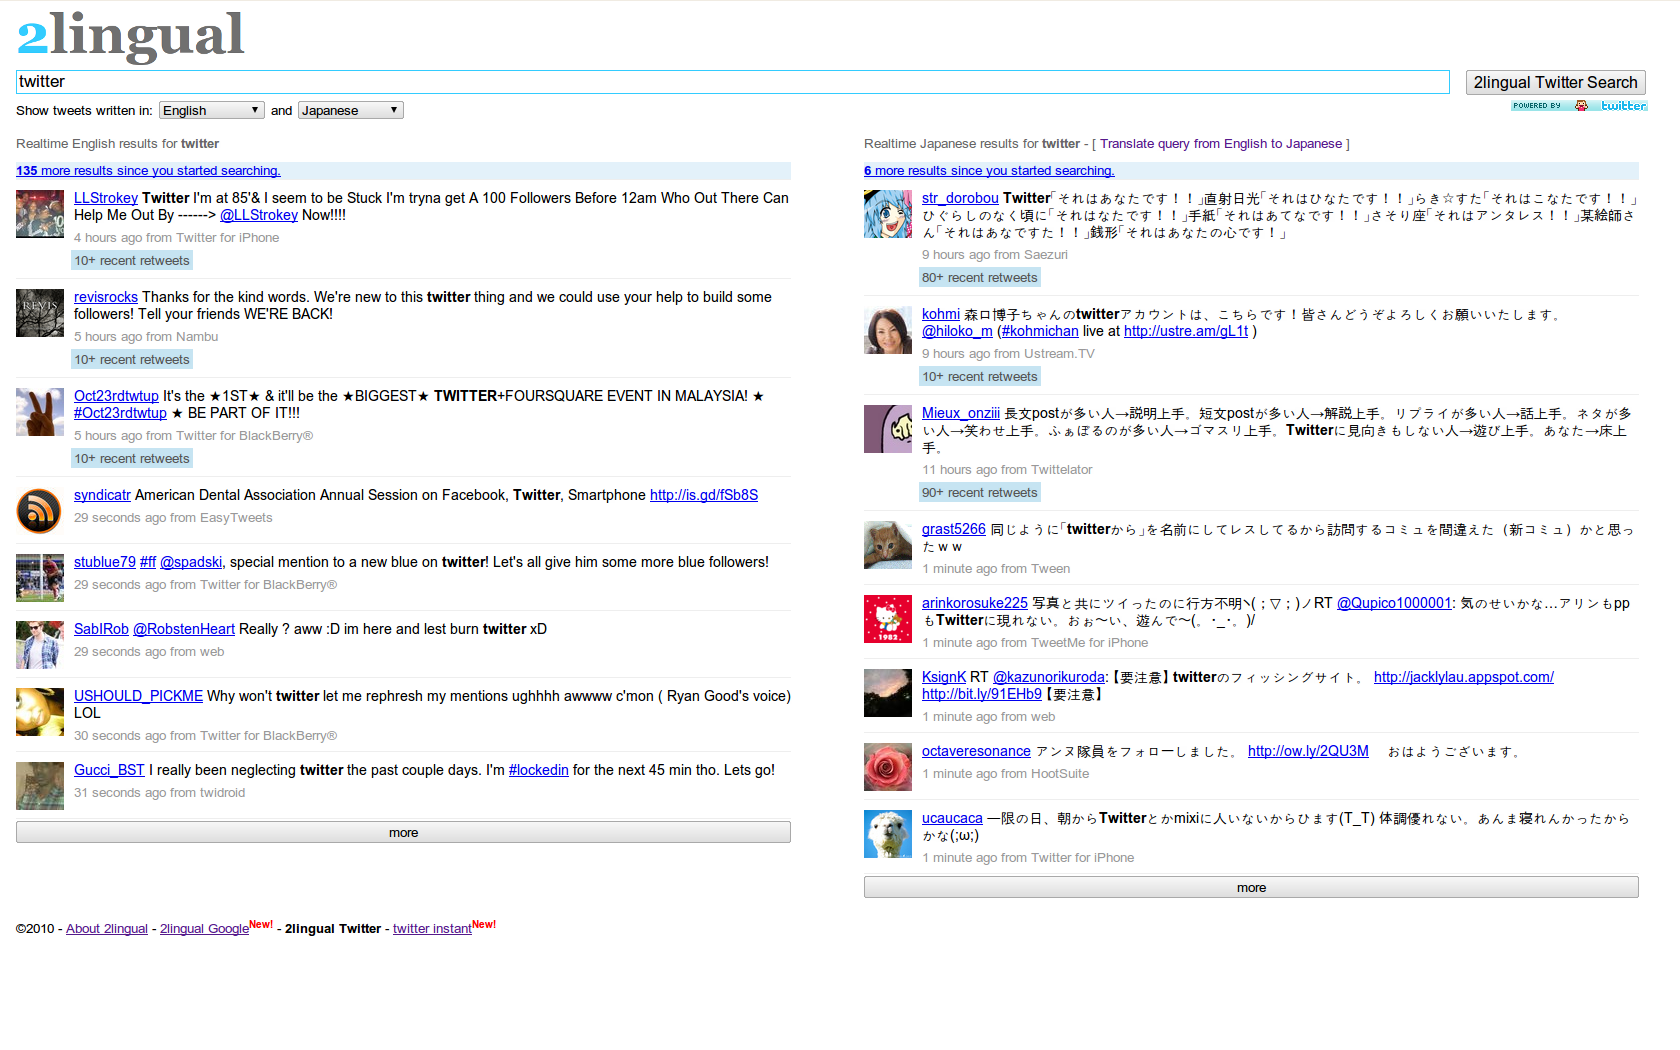 2lingual
twitter
2lingual Twitter Search
Show tweets written in: English and Japanese
POWERED BY twitter
Realtime English results for twitter
135 more results since you started searching.
LLStrokey Twitter I'm at 85'& I seem to be Stuck I'm tryna get A 100 Followers Before 12am Who Out There Can
Help Me Out By ------> @LLStrokey Now!!!!
4 hours ago from Twitter for iPhone
10+ recent retweets
REVIS
revisrocks Thanks for the kind words. We're new to this twitter thing and we could use your help to build some
followers! Tell your friends WE'RE BACK!
5 hours ago from Nambu
10+ recent retweets
Oct23rdtwtup It's the ★1ST★ & it'll be the ★BIGGEST★ TWITTER+FOURSQUARE EVENT IN MALAYSIA! ★
#Oct23rdtwtup ★ BE PART OF IT!!!
5 hours ago from Twitter for BlackBerry®
10+ recent retweets
syndicatr American Dental Association Annual Session on Facebook, Twitter, Smartphone http://is.gd/fSb8S
29 seconds ago from EasyTweets
stublue79 #ff @spadski, special mention to a new blue on twitter! Let's all give him some more blue followers!
29 seconds ago from Twitter for BlackBerry®
SabIRob @RobstenHeart Really ? aww :D im here and lest burn twitter xD
29 seconds ago from web
USHOULD_PICKME Why won't twitter let me rephresh my mentions ughhhh awwww c'mon ( Ryan Good's voice)
LOL
30 seconds ago from Twitter for BlackBerry®
Gucci_BST I really been neglecting twitter the past couple days. I'm #lockedin for the next 45 min tho. Lets go!
31 seconds ago from twidroid
more
Realtime Japanese results for twitter - [ Translate query from English to Japanese ]
6 more results since you started searching.
str_dorobou Twitter「それはあなたです！！」直射日光「それはひなたです！！」らき☆すた「それはこなたです！！」
ひぐらしのなく頃に「それはなたです！！」手紙「それはあてなです！！」さそり座「それはアンタレス！！」某絵師さ
ん「それはあなですた！！」銭形「それはあなたの心です！」
9 hours ago from Saezuri
80+ recent retweets
kohmi 森口博子ちゃんのtwitterアカウントは、こちらです！皆さんどうぞよろしくお願いいたします。
@hiloko_m (#kohmichan live at http://ustre.am/gL1t )
9 hours ago from Ustream.TV
10+ recent retweets
Mieux_onziii 長文postが多い人→説明上手。短文postが多い人→解説上手。リプライが多い人→話上手。ネタが多
い人→笑わせ上手。ふぁぼるのが多い人→ゴマスリ上手。Twitterに見向きもしない人→遊び上手。あなた→床上
手。
11 hours ago from Twittelator
90+ recent retweets
grast5266 同じように「twitterから」を名前にしてレスしてるから訪問するコミュを間違えた（新コミュ）かと思っ
たｗｗ
1 minute ago from Tween
1982
arinkorosuke225 写真と共にツイったのに行方不明ヽ( ; ▽ ; )ノRT @Qupico1000001: 気のせいかな…アリンもpp
もTwitterに現れない。おぉ〜い、遊んで〜(。･_･。)/
1 minute ago from TweetMe for iPhone
KsignK RT @kazunorikuroda: 【要注意】 twitterのフィッシングサイト。 http://jacklylau.appspot.com/
http://bit.ly/91EHb9 【要注意】
1 minute ago from web
octaveresonance アンヌ隊員をフォローしました。 http://ow.ly/2QU3M おはようございます。
1 minute ago from HootSuite
ucaucaca 一限の日、朝からTwitterとかmixiに人いないからひます(T_T) 体調優れない。あんま寝れんかったから
かな(;ω;)
1 minute ago from Twitter for iPhone
more
©2010 - About 2lingual - 2lingual GoogleNew! - 2lingual Twitter - twitter instantNew!